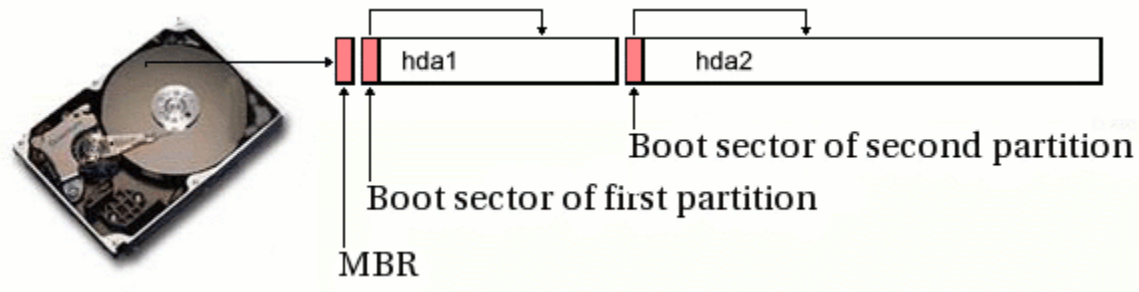 hda1
hda2
Boot sector of second partition
Boot sector of first partition
MBR